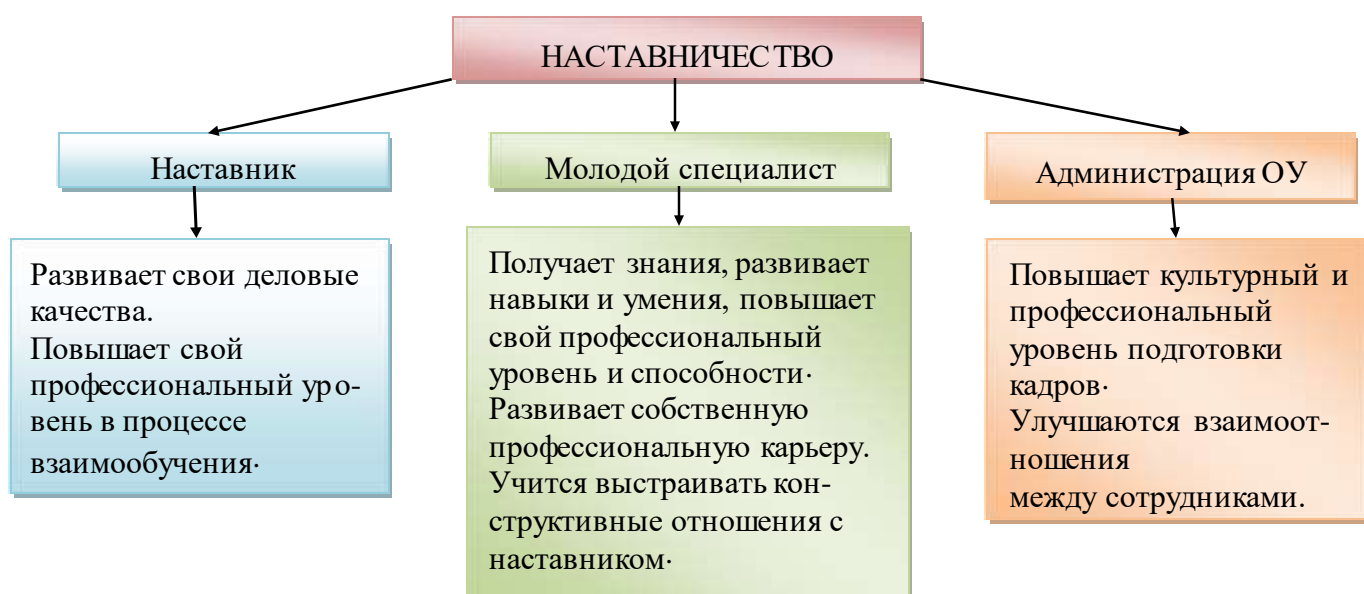 НАСТАВНИЧЕСТВО
Наставник
Молодой специалист
Администрация ОУ
Развивает свои деловые
качества.
Повышает свой
профессиональный уро-
вень в процессе
взаимообучения·
Получает знания, развивает
навыки и умения, повышает
свой профессиональный
уровень и способности·
Развивает собственную
профессиональную карьеру.
Учится выстраивать кон-
структивные отношения с
наставником·
Повышает культурный и
профессиональный
уровень подготовки
кадров·
Улучшаются взаимоот-
ношения
между сотрудниками.